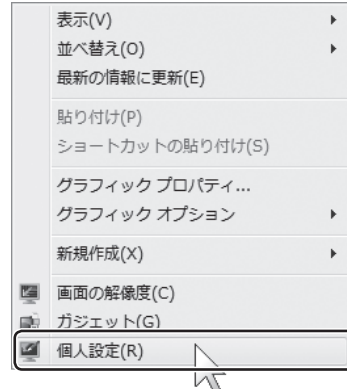 表示(V)
並べ替え(O)
最新の情報に更新(E)
貼り付け(P)
ショートカットの貼り付け(S)
グラフィック プロパティ...
グラフィック オプション
新規作成(X)
画面の解像度(C)
ガジェット(G)
個人設定(R)